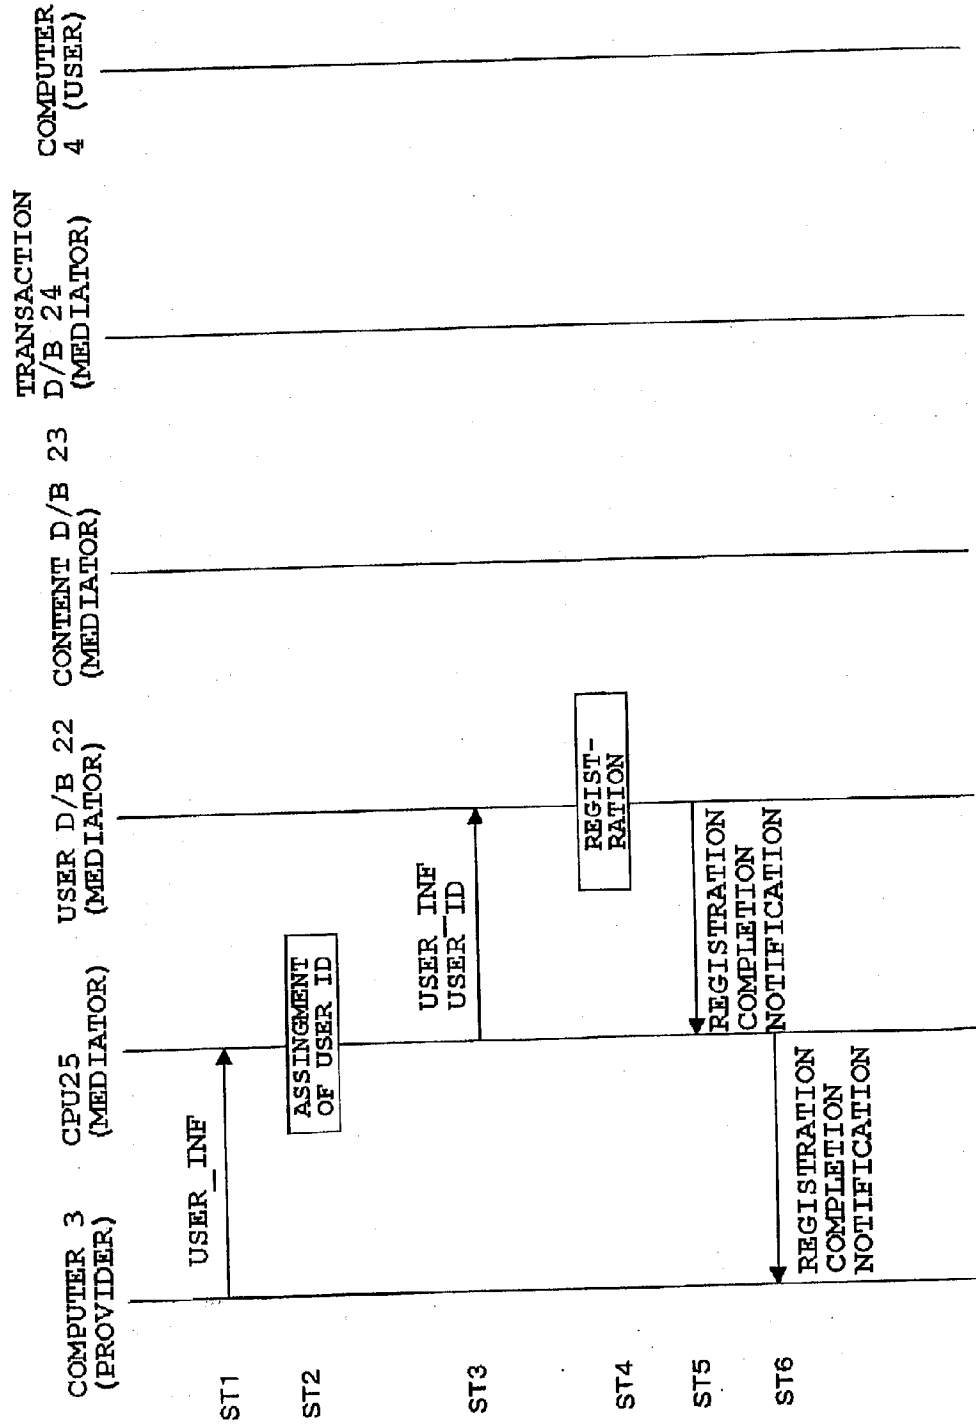 COMPUTER 3
(PROVIDER)
CPU25
(MEDIATOR)
USER D/B 22
(MEDIATOR)
CONTENT D/B 23
(MEDIATOR)
TRANSACTION
D/B 24
(MEDIATOR)
COMPUTER
4 (USER)
ST1
USER_INF
ST2
ASSINGMENT
OF USER ID
ST3
USER_INF
USER_ID
ST4
REGIST-
RATION
ST5
REGISTRATION
COMPLETION
NOTIFICATION
ST6
REGISTRATION
COMPLETION
NOTIFICATION